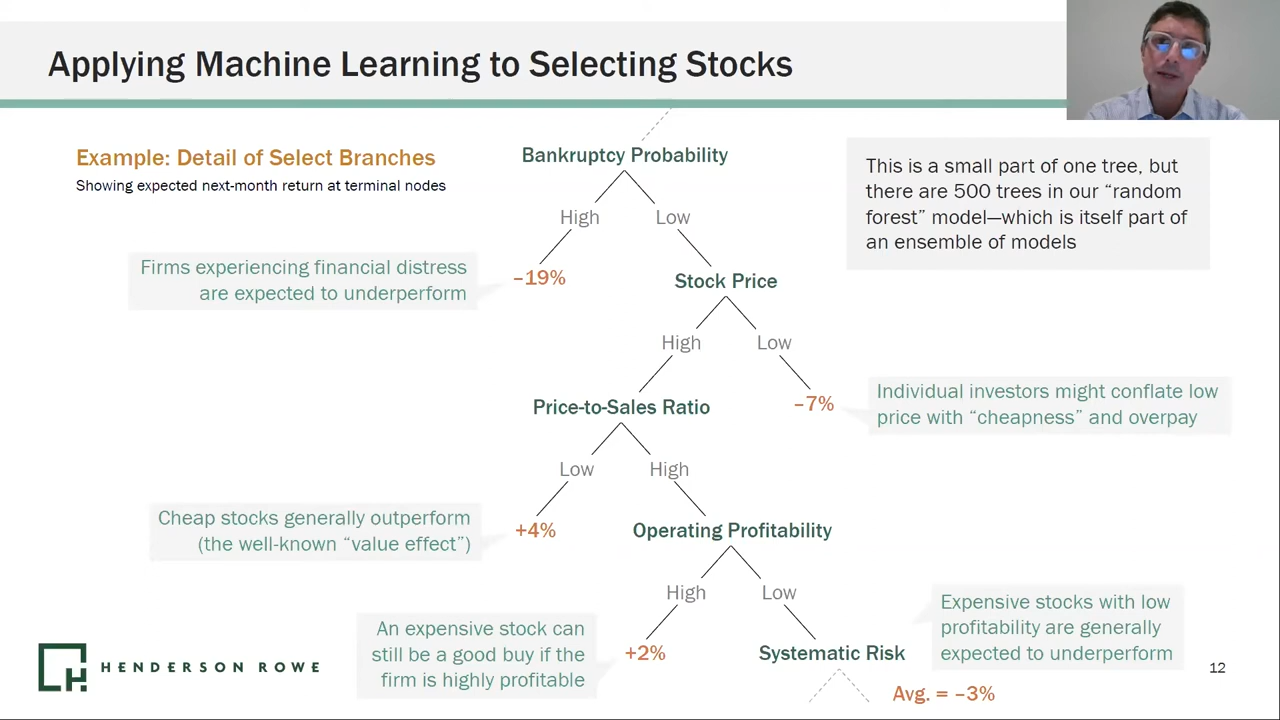 Applying Machine Learning to Selecting Stocks
Example: Detail of Select Branches
Showing expected next-month return at terminal nodes
Bankruptcy Probability
This is a small part of one tree, but
there are 500 trees in our “random
forest” model—which is itself part of
an ensemble of models
High
Low
Firms experiencing financial distress
are expected to underperform
–19%
Stock Price
High
Low
Price-to-Sales Ratio
–7%
Individual investors might conflate low
price with “cheapness” and overpay
Low
High
Cheap stocks generally outperform
(the well-known “value effect”)
+4%
Operating Profitability
High
Low
An expensive stock can
still be a good buy if the
firm is highly profitable
+2%
Systematic Risk
Expensive stocks with low
profitability are generally
expected to underperform
Avg. = –3%
HENDERSON ROWE
12